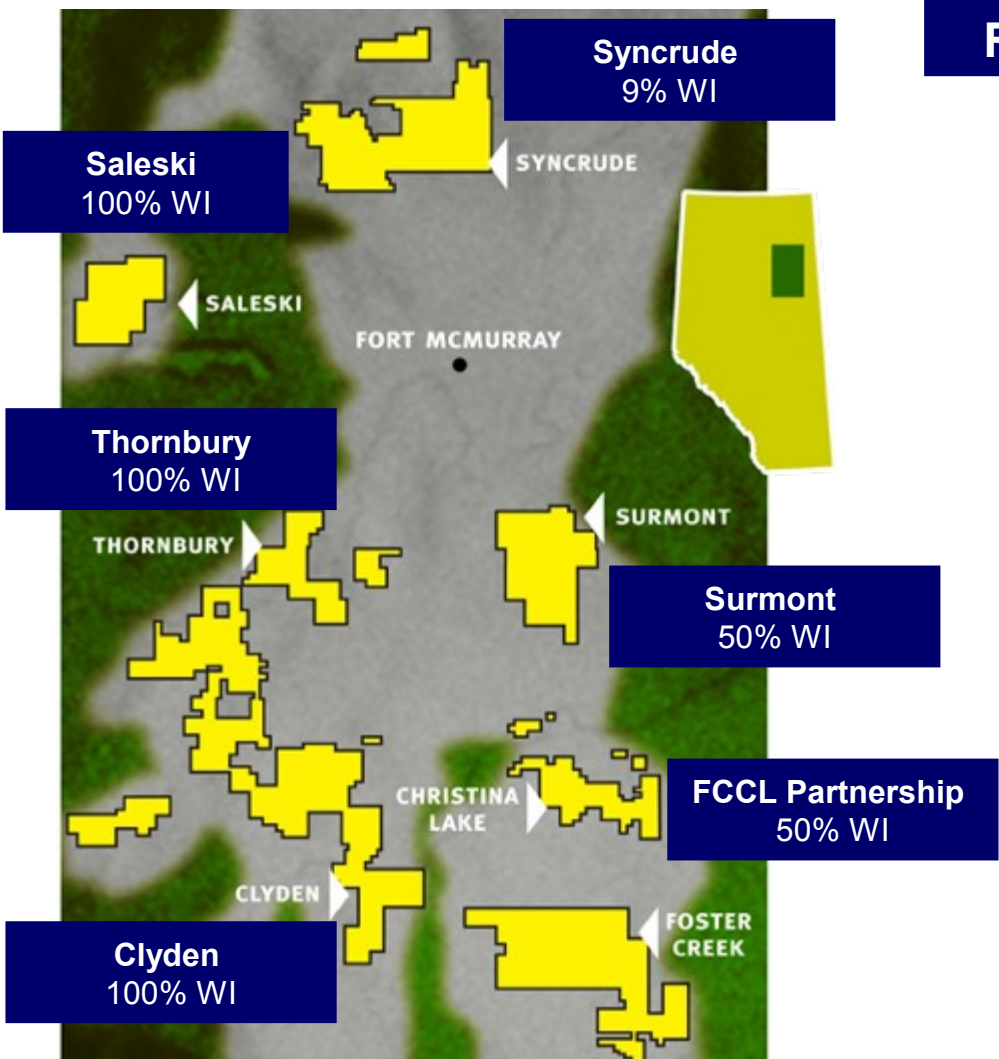 F
Syncrude
9% WI
SYNCRUDE
Saleski
100% WI
SALESKI
FORT MCMURRAY
Thornbury
100% WI
THORNBURY
SURMONT
Surmont
50% WI
CHRISTINA
LAKE
FCCL Partnership
50% WI
CLYDEN
Clyden
100% WI
FOSTER
CREEK